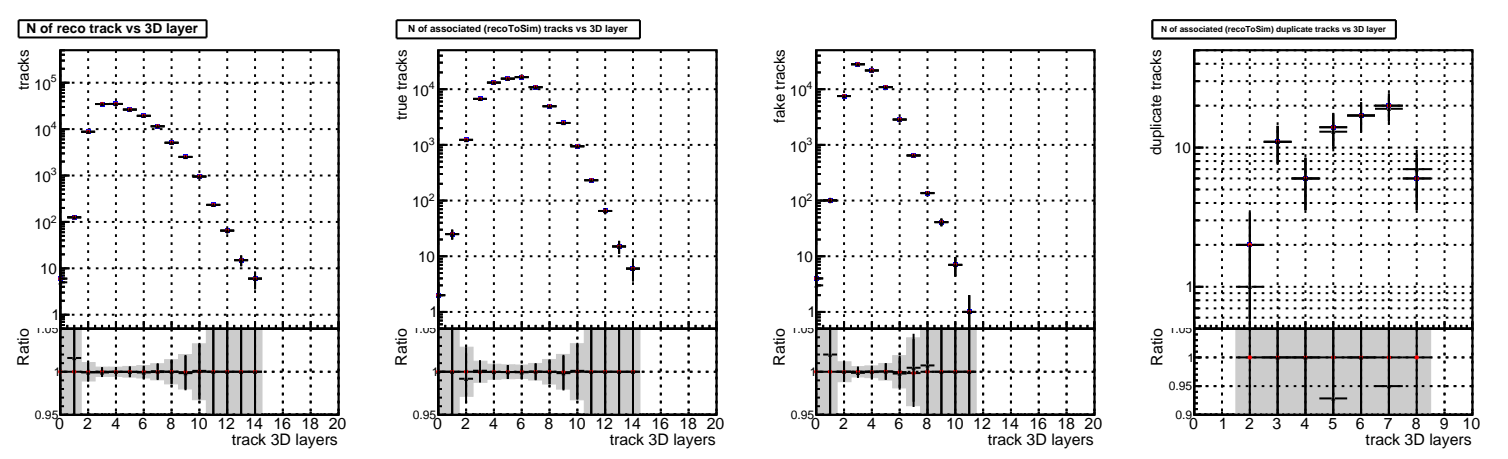 N of reco track vs 3D layer
tracks
10^5
10^4
10^3
10^2
10
1
Ratio
1.05
1
0.95
0 2 4 6 8 10 12 14 16 18 20
track 3D layers
N of associated (recoToSim) tracks vs 3D layer
true tracks
10^4
10^3
10^2
10
1
Ratio
1.05
1
0.95
0 2 4 6 8 10 12 14 16 18 20
track 3D layers
fake tracks
10^4
10^3
10^2
10
1
Ratio
1.05
1
0.95
0 2 4 6 8 10 12 14 16 18 20
track 3D layers
N of associated (recoToSim) duplicate tracks vs 3D layer
duplicate tracks
10
1
Ratio
1.05
1
0.95
0.9
0 1 2 3 4 5 6 7 8 9 10
track 3D layers